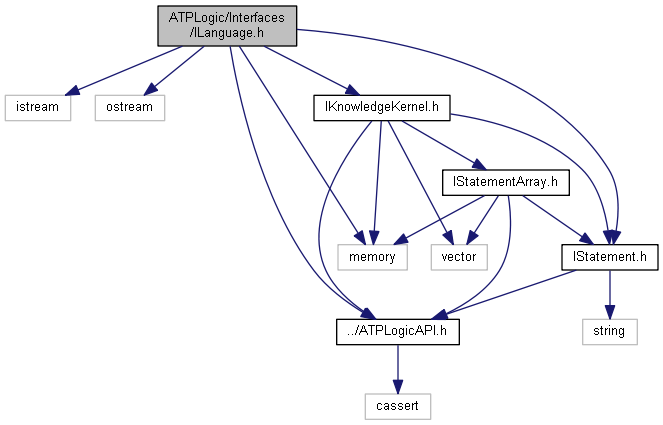 ATPLogic/Interfaces
/ILanguage.h
istream
ostream
IKnowledgeKernel.h
IStatementArray.h
memory
vector
IStatement.h
../ATPLogicAPI.h
string
cassert